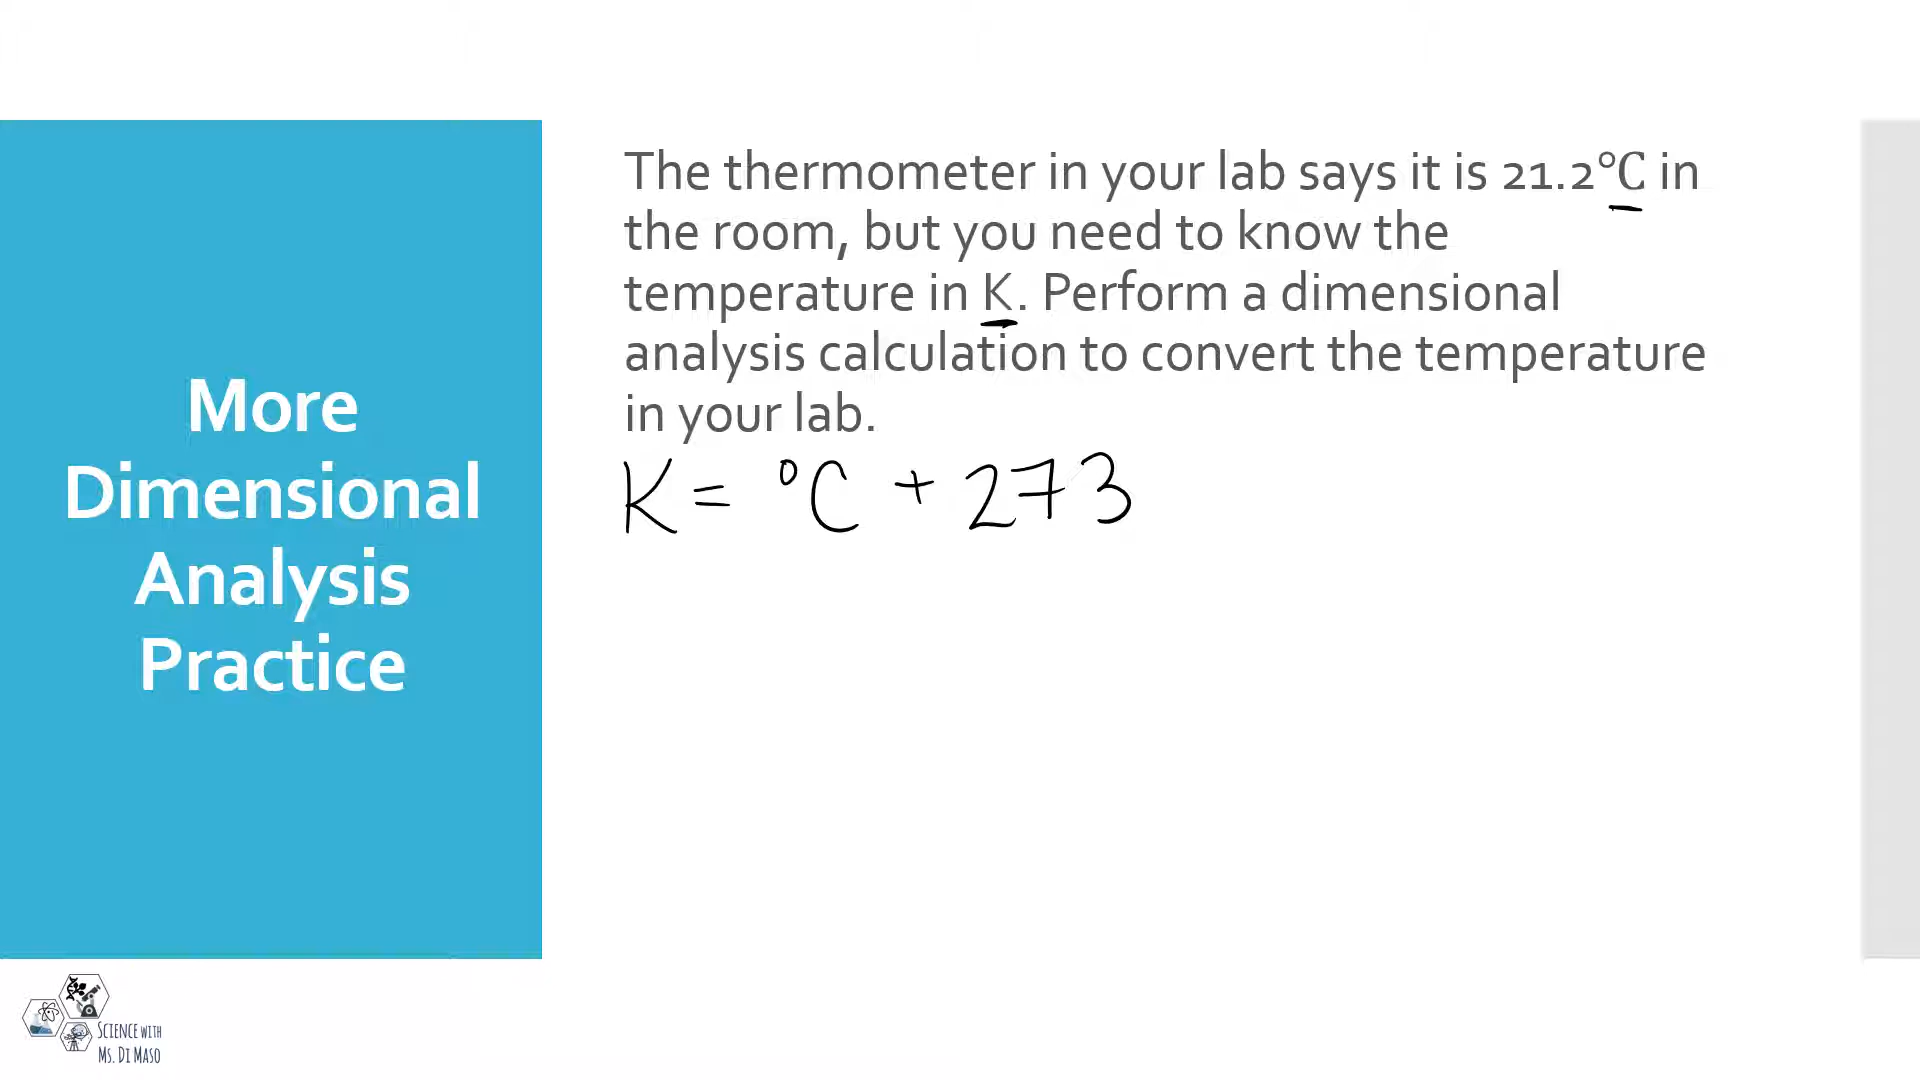 More
Dimensional
Analysis
Practice
The thermometer in your lab says it is 21.2°C in
the room, but you need to know the
temperature in K. Perform a dimensional
analysis calculation to convert the temperature
in your lab.
K = °C + 273
SCIENCE WITH
MS. DI MASO